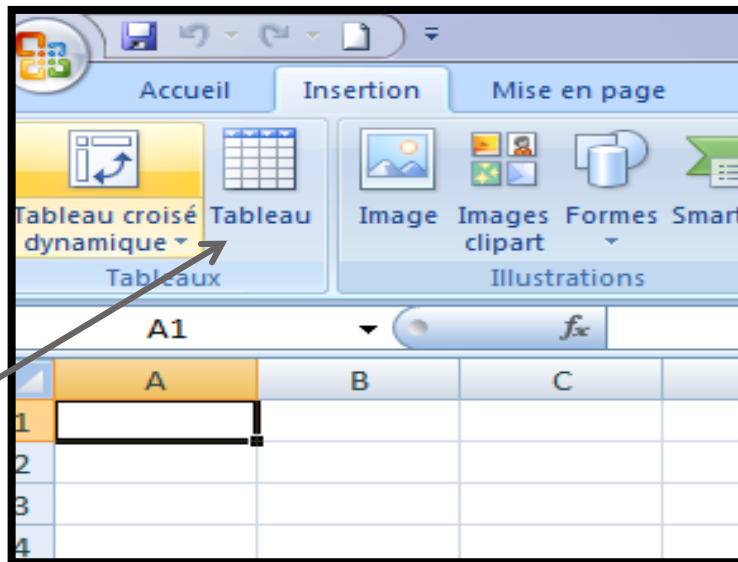 Accueil Insertion Mise en page
Tableau croisé Tableau Image Images Formes Smart
dynamique clipart
Tableaux Illustrations
A1 fx
A B C
1
2
3
4